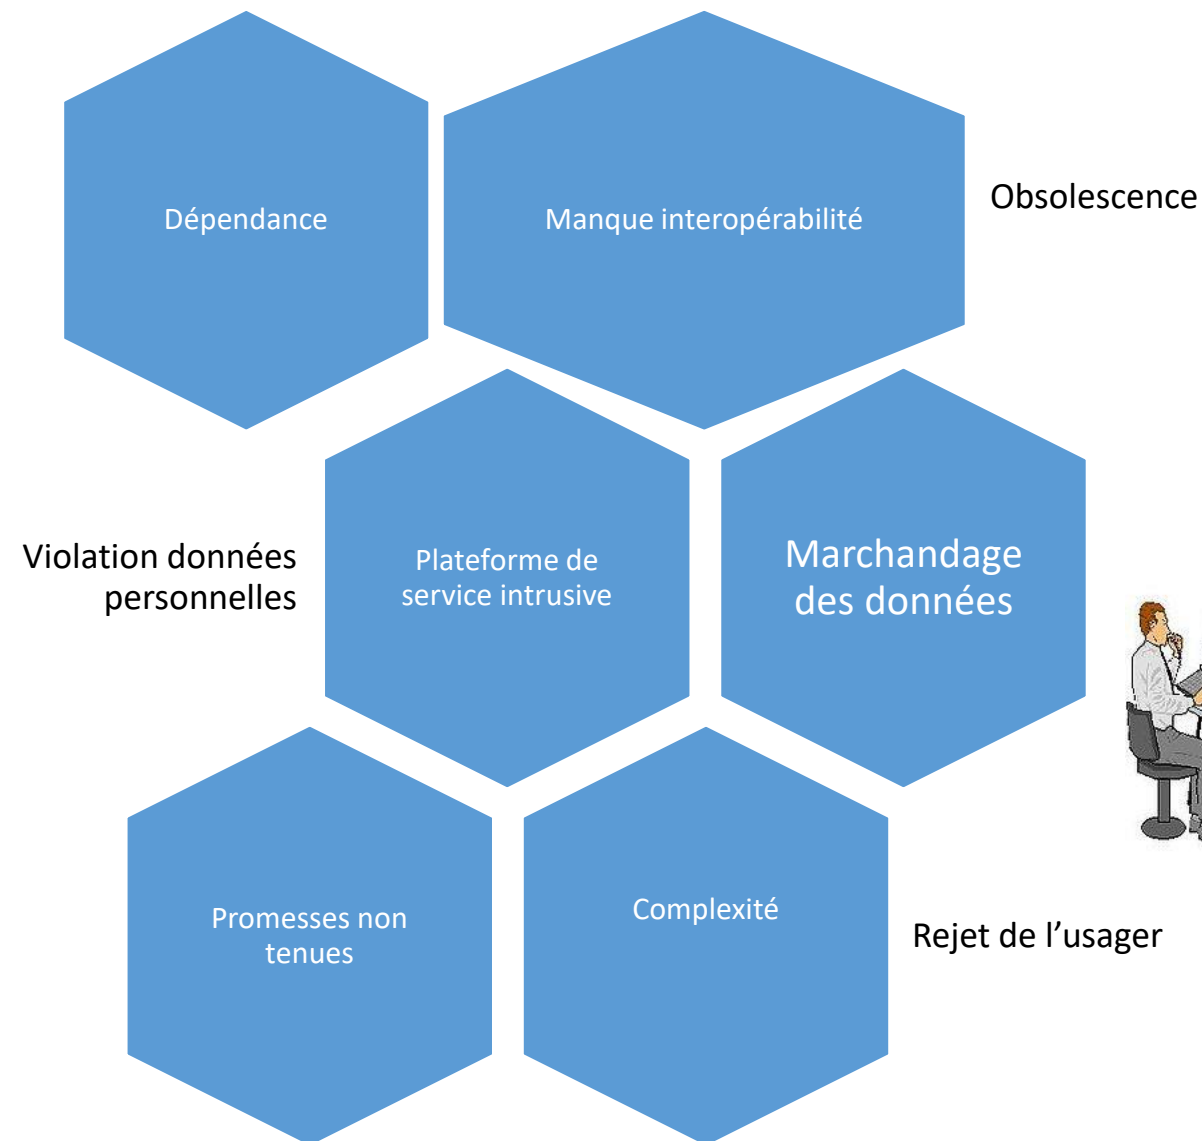 Dépendance
Manque interopérabilité
Obsolescence
Violation données
personnelles
Plateforme de
service intrusive
Marchandage
des données
Promesses non
tenues
Complexité
Rejet de l’usager